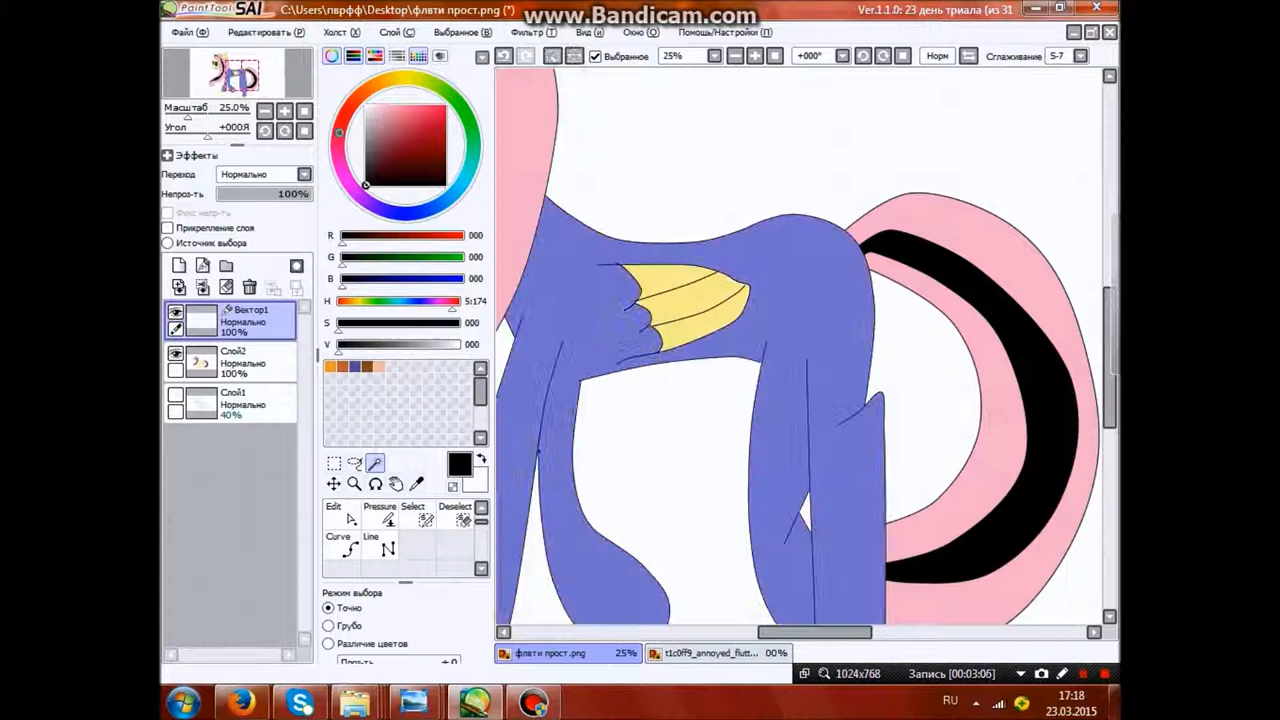 PaintTool SAI
C:\Users\пврфф\Desktop\флвти прост.png (*)
www.Bandicam.com
Ver.1.1.0: 23 день триала (из 31
Файл (Ф)
Редактировать (R)
Холст (X)
Слой (C)
Выбранное (B)
Фильтр (T)
Вид (и)
Окно (O)
Помощь/Настройки (П)
Выбранное
25%
+000°
Норм
Сглаживание
S-7
Масштаб
25.0%
Угол
+000Я
Эффекты
Переход
Нормально
Непроз-ть
100%
Фикс непр-ть
Прикрепление слоя
Источник выбора
Вектор1
Нормально
100%
Слой2
Нормально
100%
Слой1
Нормально
40%
R
000
G
000
B
000
H
5:174
S
000
V
000
Edit
Pressure
Select
Deselect
Curve
Line
Режим выбора
Точно
Грубо
Различие цветов
Проз-ть
± 0
флвти прост.png
25%
t1c0ff9_annoyed_flutt...
00%
1024x768
Запись [00:03:06]
RU
17:18
23.03.2015